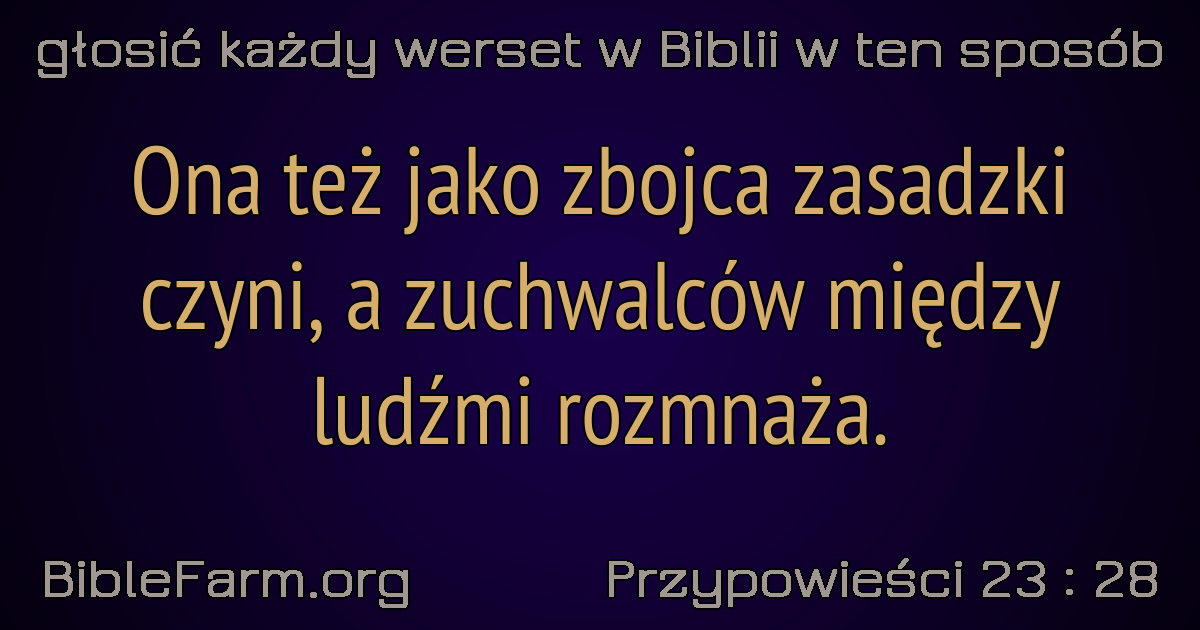 głosić każdy werset w Biblii w ten sposób
Ona też jako zbojca zasadzki
czyni, a zuchwalców między
ludźmi rozmnaża.
BibleFarm.org
Przypowieści 23 : 28